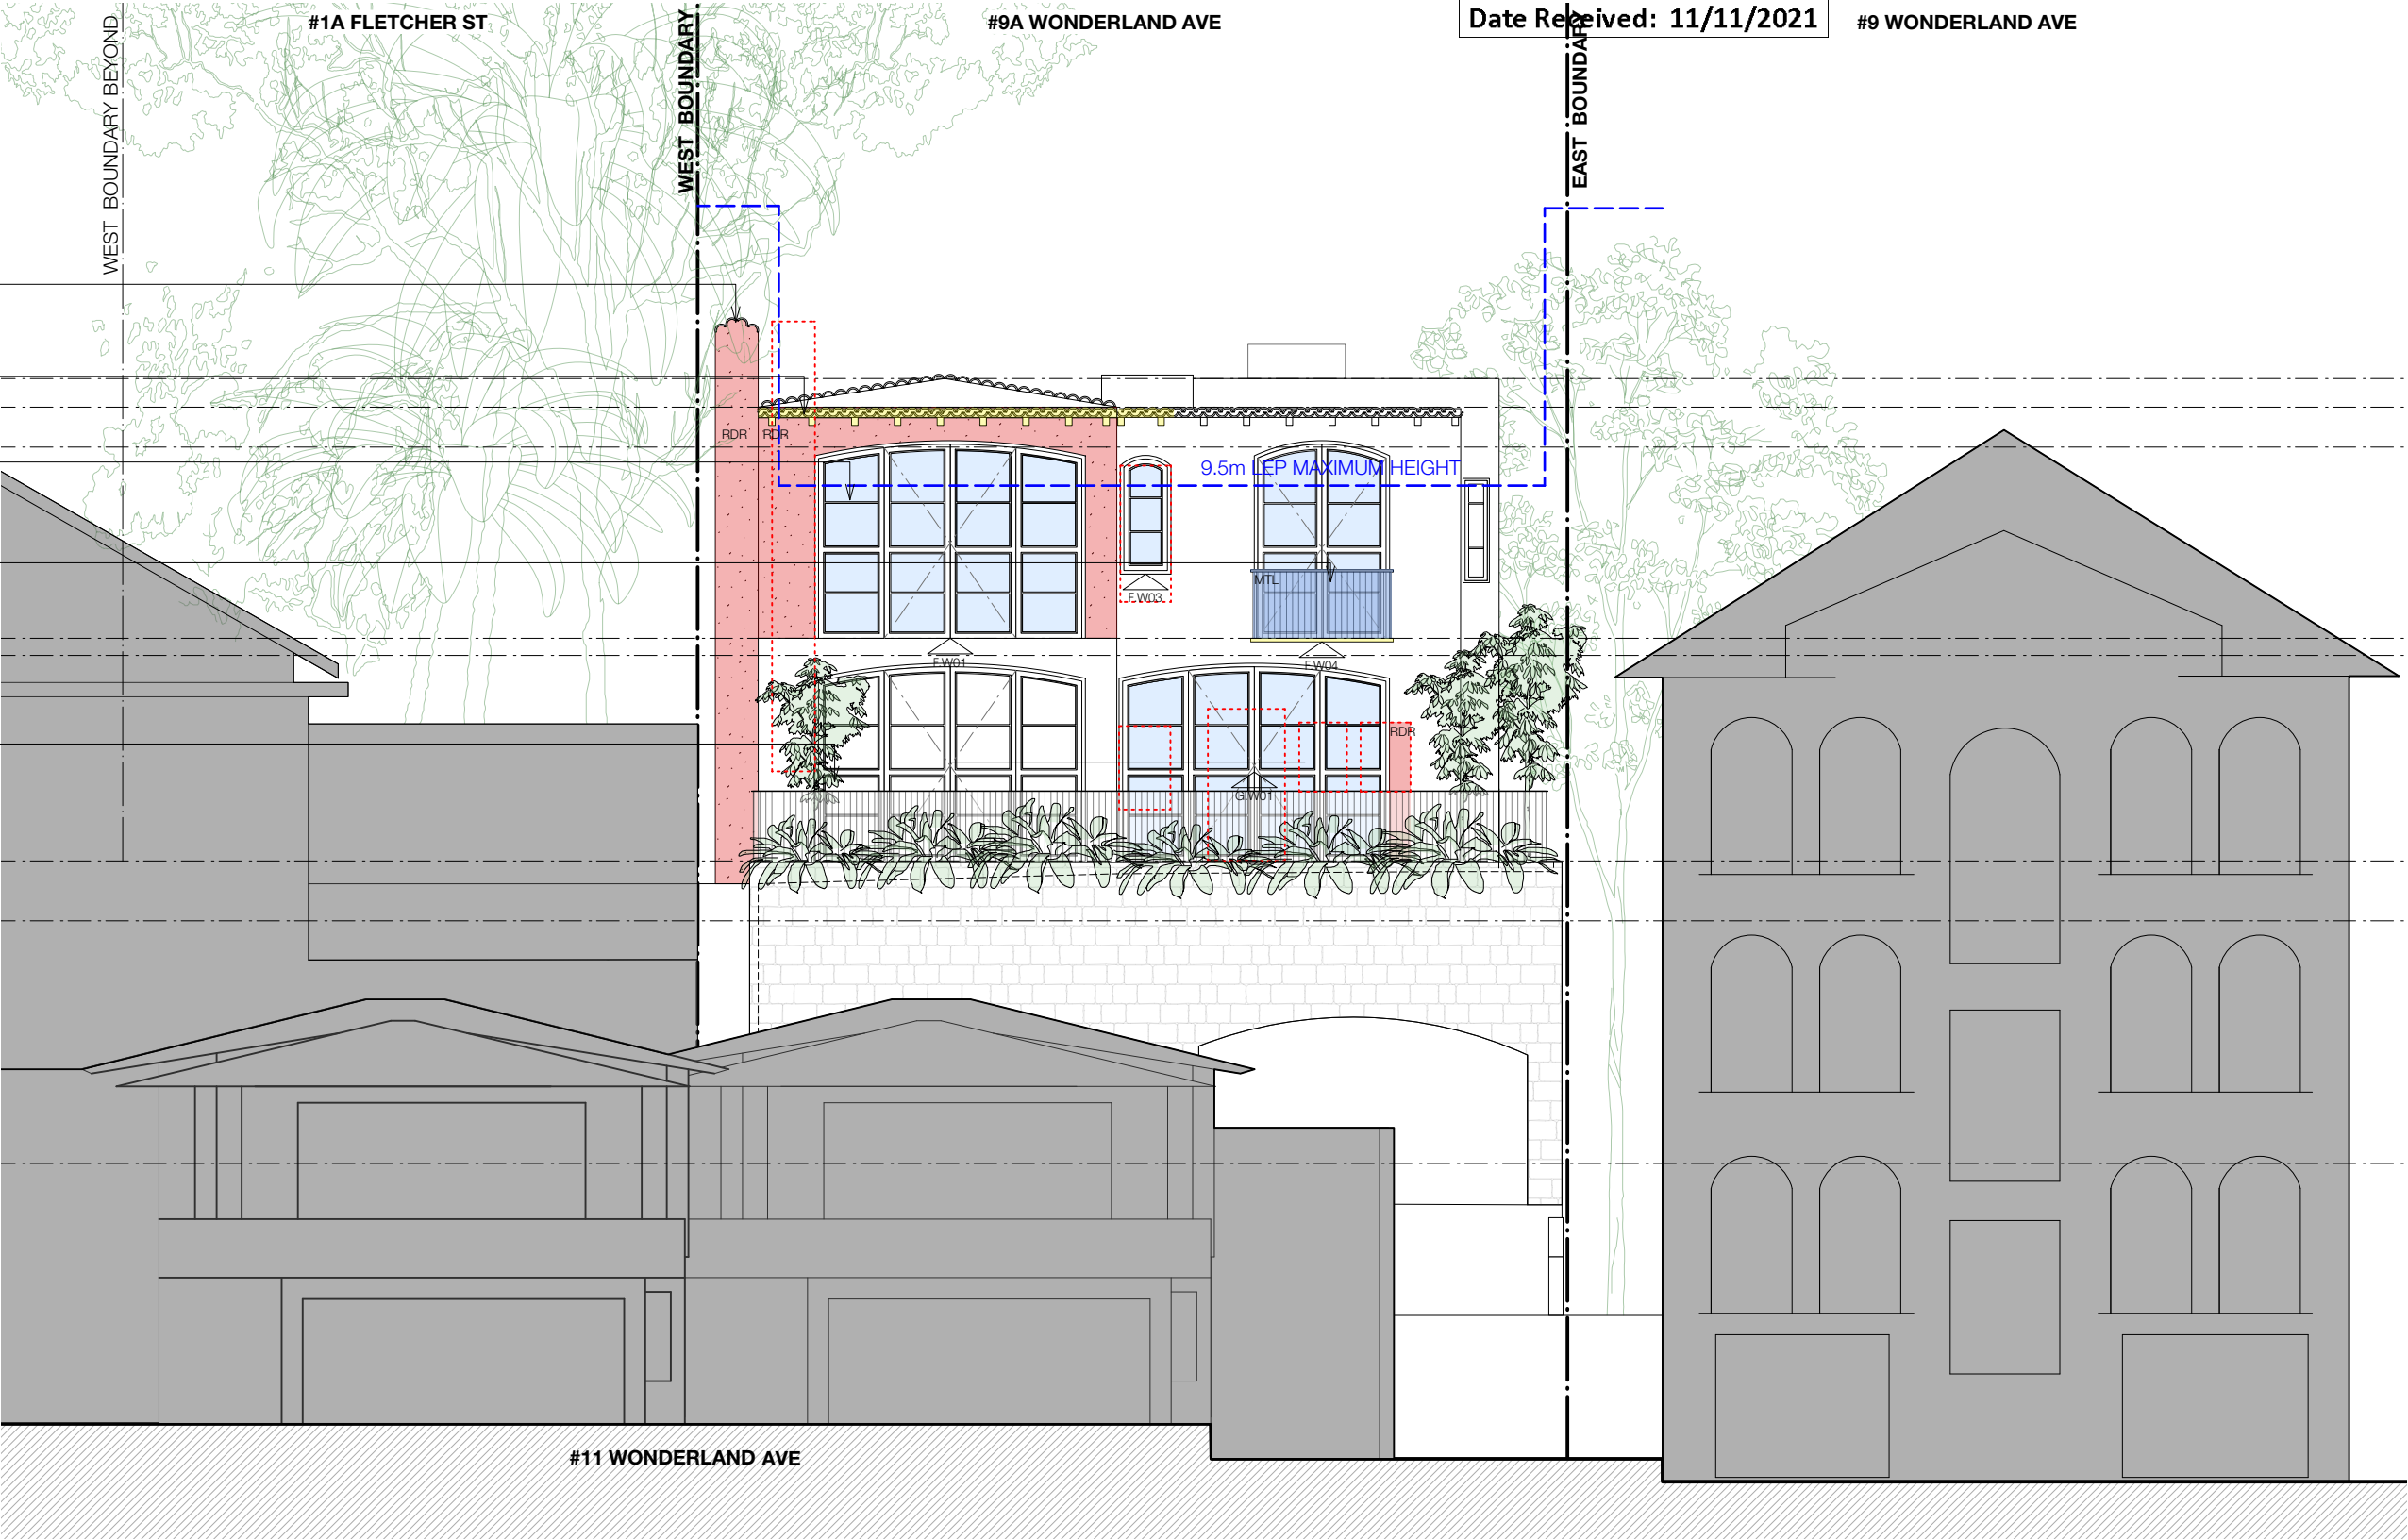 #1A FLETCHER ST
#9A WONDERLAND AVE
Date Received: 11/11/2021
#9 WONDERLAND AVE
WEST BOUNDARY BEYOND
WEST BOUNDARY
EAST BOUNDARY
RDR
RDR
9.5m LEP MAXIMUM HEIGHT
MTL
F.W03
F.W01
F.W04
RDR
G.W01
#11 WONDERLAND AVE